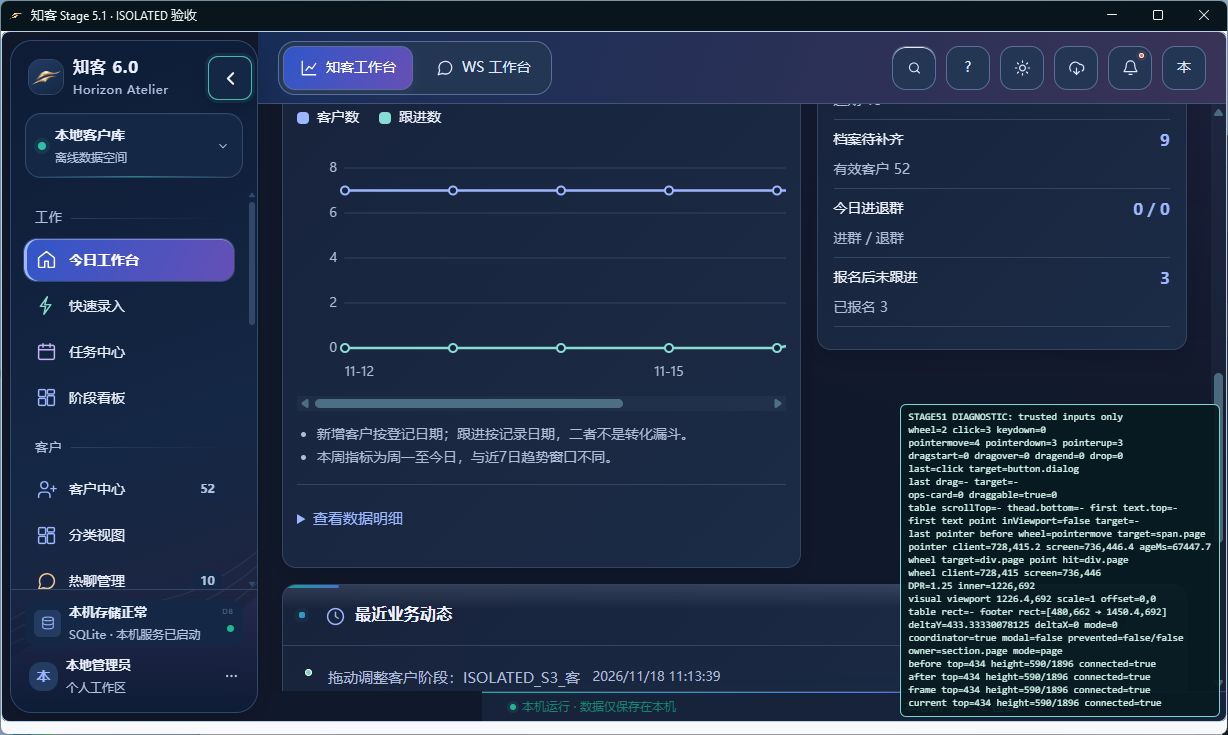 知客 Stage 5.1 · ISOLATED 验收
知客 6.0
Horizon Atelier
知客工作台
WS 工作台
?
本
本地客户库
离线数据空间
工作
今日工作台
快速录入
任务中心
阶段看板
客户
客户中心 52
分类视图
热聊管理 10
本机存储正常 DB
SQLite · 本机服务已启动
本 本地管理员
个人工作区
客户数 跟进数
8
6
4
2
0
11-12 11-15
新增客户按登记日期；跟进按记录日期，二者不是转化漏斗。
本周指标为周一至今日，与近7日趋势窗口不同。
查看数据明细
档案待补齐 9
有效客户 52
今日进退群 0 / 0
进群 / 退群
报名后未跟进 3
已报名 3
最近业务动态
拖动调整客户阶段：ISOLATED_S3_客 2026/11/18 11:13:39
本机运行 · 数据仅保存在本机
STAGE51 DIAGNOSTIC: trusted inputs only
wheel=2 click=3 keydown=0
pointermove=4 pointerdown=3 pointerup=3
dragstart=0 dragover=0 dragend=0 drop=0
last=click target=button.dialog
last drag=- target=-
ops-card=0 draggable=true=0
table scrollTop=- thead.bottom=- first text.top=-
first text point inViewport=false target=-
last pointer before wheel=pointermove target=span.page
pointer client=728,415.2 screen=736,446.4 ageMs=67447.7
wheel target=div.page point hit=div.page
wheel client=728,415 screen=736,446
DPR=1.25 inner=1226,692
visual viewport 1226.4,692 scale=1 offset=0,0
table rect=- footer rect=[480,662 → 1450.4,692]
deltaY=433.33330078125 deltaX=0 mode=0
coordinator=true modal=false prevented=false/false
owner=section.page mode=page
before top=434 height=590/1896 connected=true
after top=434 height=590/1896 connected=true
frame top=434 height=590/1896 connected=true
current top=434 height=590/1896 connected=true